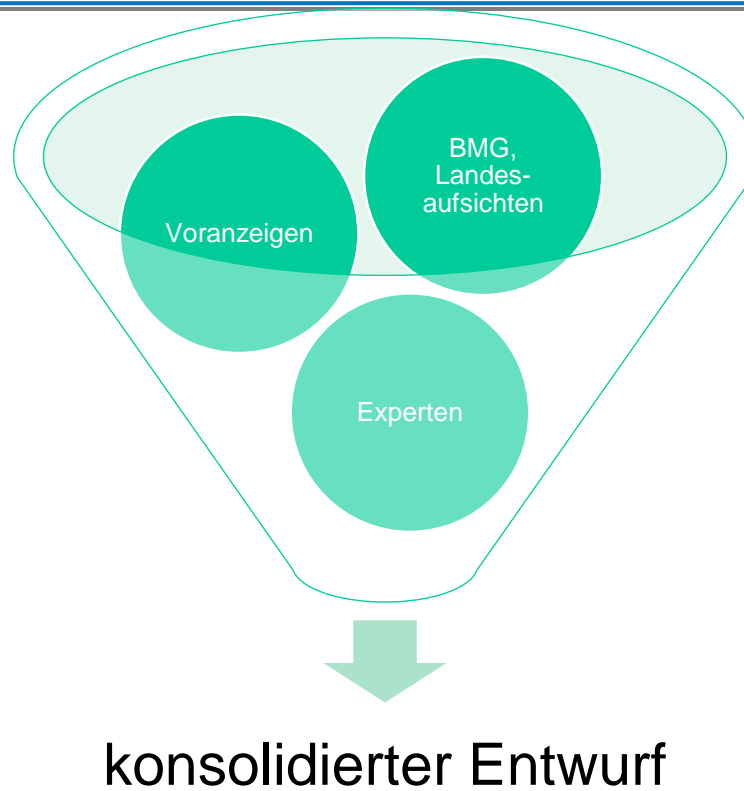 BMG,
Landes-
aufsichten
Voranzeigen
Experten
konsolidierter Entwurf